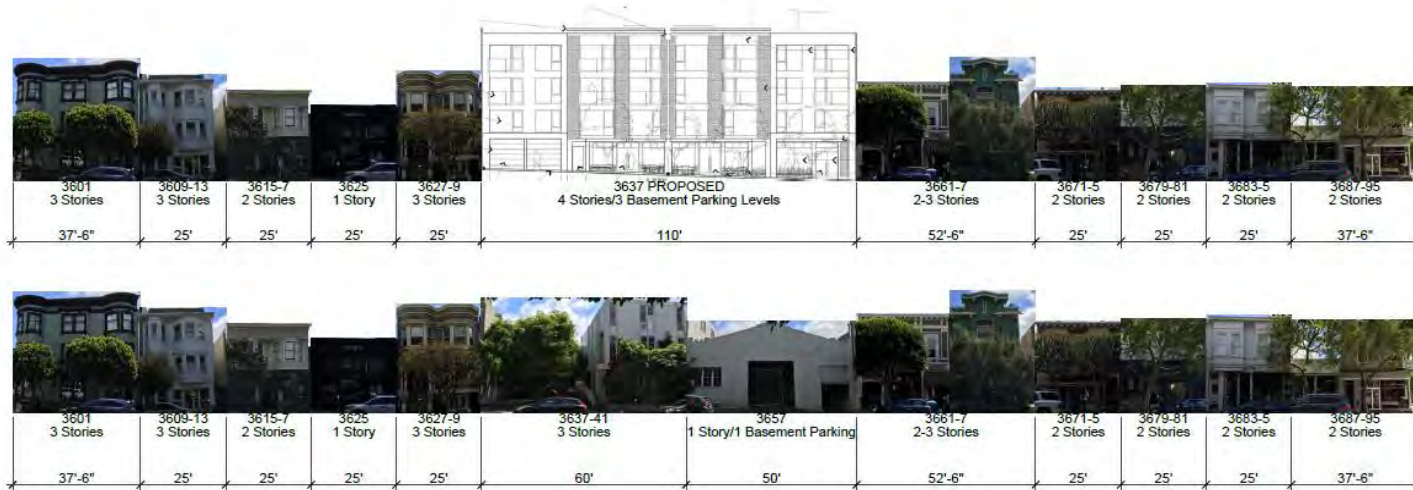 3601 3609-13 3615-7 3625 3627-9 3637 PROPOSED 3661-7 3671-5 3679-81 3683-5 3687-95
3 Stories 3 Stories 2 Stories 1 Story 3 Stories 4 Stories/3 Basement Parking Levels 2-3 Stories 2 Stories 2 Stories 2 Stories 2 Stories
37'-6" 25' 25' 25' 25' 110' 52'-6" 25' 25' 25' 37'-6"
3601 3609-13 3615-7 3625 3627-9 3637-41 3657 3661-7 3671-5 3679-81 3683-5 3687-95
3 Stories 3 Stories 2 Stories 1 Story 3 Stories 3 Stories 1 Story/1 Basement Parking 2-3 Stories 2 Stories 2 Stories 2 Stories 2 Stories
37'-6" 25' 25' 25' 25' 60' 50' 52'-6" 25' 25' 25' 37'-6"